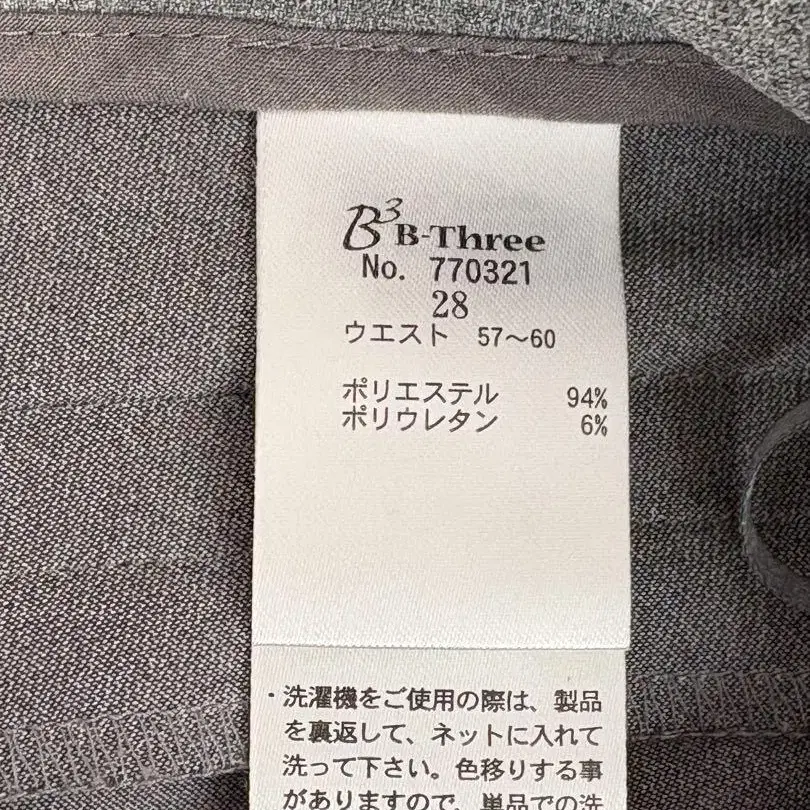 B³ B-Three
No. 770321
28
ウエスト 57～60
ポリエステル 94%
ポリウレタン 6%
・洗濯機をご使用の際は、製品
を裏返して、ネットに入れて
洗って下さい。色移りする事
がありますので、単品での洗